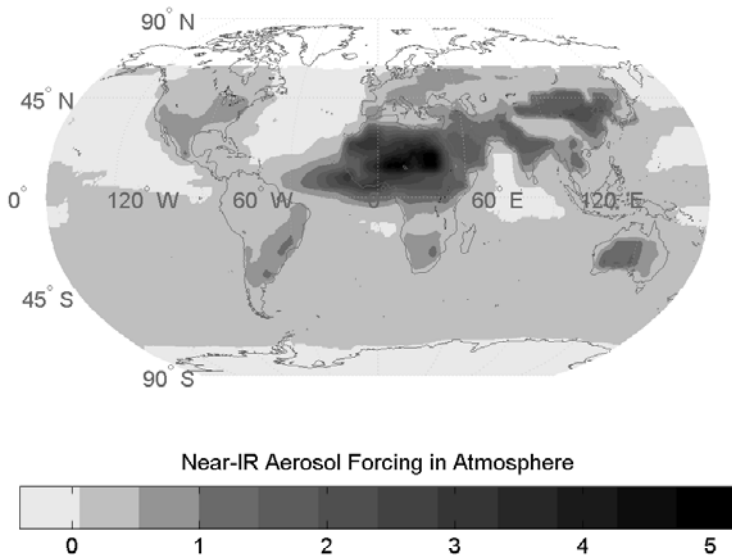 90° N
45° N
0° 120° W 60° W 60° E 120° E
45° S
90° S
Near-IR Aerosol Forcing in Atmosphere
0 1 2 3 4 5